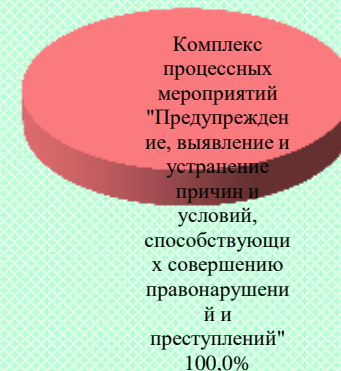 Комплекс
процессных
мероприятий
"Предупрежден
ие, выявление и
устранение
причин и
условий,
способствующи
х совершению
правонарушени
й и
преступлений"
100,0%